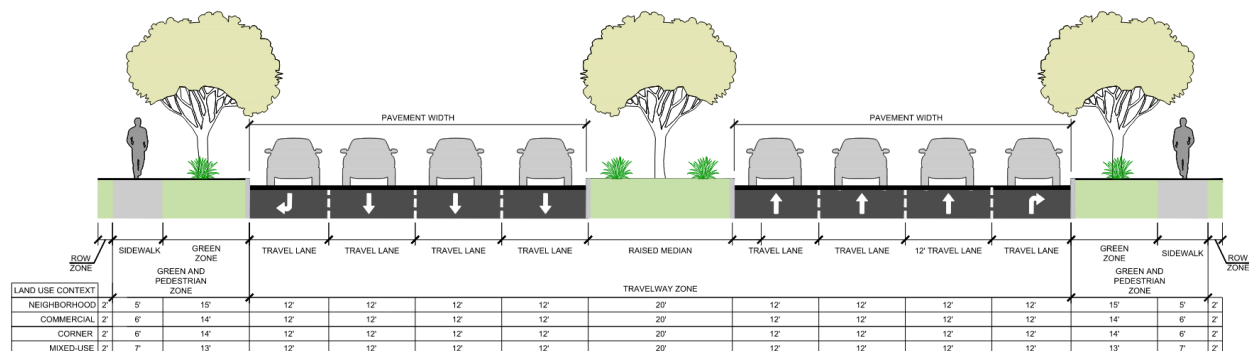 PAVEMENT WIDTH PAVEMENT WIDTH
ROW
ZONE
SIDEWALK
GREEN
ZONE
TRAVEL LANE TRAVEL LANE TRAVEL LANE TRAVEL LANE RAISED MEDIAN TRAVEL LANE TRAVEL LANE 12' TRAVEL LANE TRAVEL LANE
GREEN
ZONE
SIDEWALK
ROW
ZONE
GREEN AND
PEDESTRIAN
ZONE
TRAVELWAY ZONE
GREEN AND
PEDESTRIAN
ZONE
LAND USE CONTEXT
NEIGHBORHOOD 2' 5' 15' 12' 12' 12' 12' 20' 12' 12' 12' 12' 15' 5' 2'
COMMERCIAL 2' 6' 14' 12' 12' 12' 12' 20' 12' 12' 12' 12' 14' 6' 2'
CORNER 2' 6' 14' 12' 12' 12' 12' 20' 12' 12' 12' 12' 14' 6' 2'
MIXED-USE 2' 7' 13' 12' 12' 12' 12' 20' 12' 12' 12' 12' 13' 7' 2'